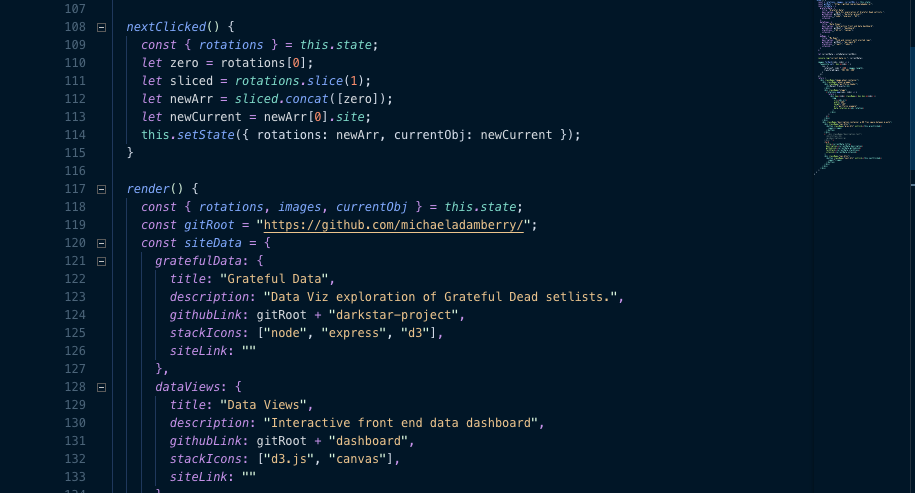 107
108 nextClicked() {
109 const { rotations } = this.state;
110 let zero = rotations[0];
111 let sliced = rotations.slice(1);
112 let newArr = sliced.concat([zero]);
113 let newCurrent = newArr[0].site;
114 this.setState({ rotations: newArr, currentObj: newCurrent });
115 }
116
117 render() {
118 const { rotations, images, currentObj } = this.state;
119 const gitRoot = "https://github.com/michaeladamberry/";
120 const siteData = {
121 gratefulData: {
122 title: "Grateful Data",
123 description: "Data Viz exploration of Grateful Dead setlists.",
124 githubLink: gitRoot + "darkstar-project",
125 stackIcons: ["node", "express", "d3"],
126 siteLink: ""
127 },
128 dataViews: {
129 title: "Data Views",
130 description: "Interactive front end data dashboard",
131 githubLink: gitRoot + "dashboard",
132 stackIcons: ["d3.js", "canvas"],
133 siteLink: ""
134 }